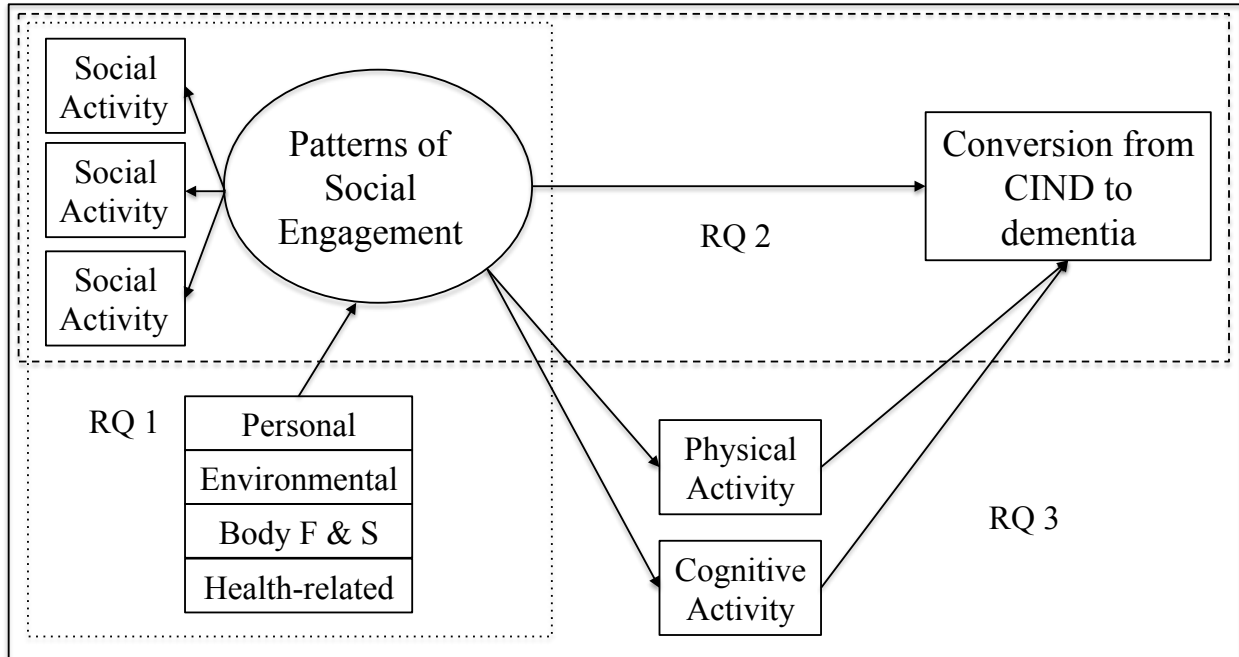 Social
Activity
Social
Activity
Social
Activity
Patterns of
Social
Engagement
Conversion from
CIND to
dementia
RQ 2
RQ 1
Personal
Environmental
Body F & S
Health-related
Physical
Activity
Cognitive
Activity
RQ 3